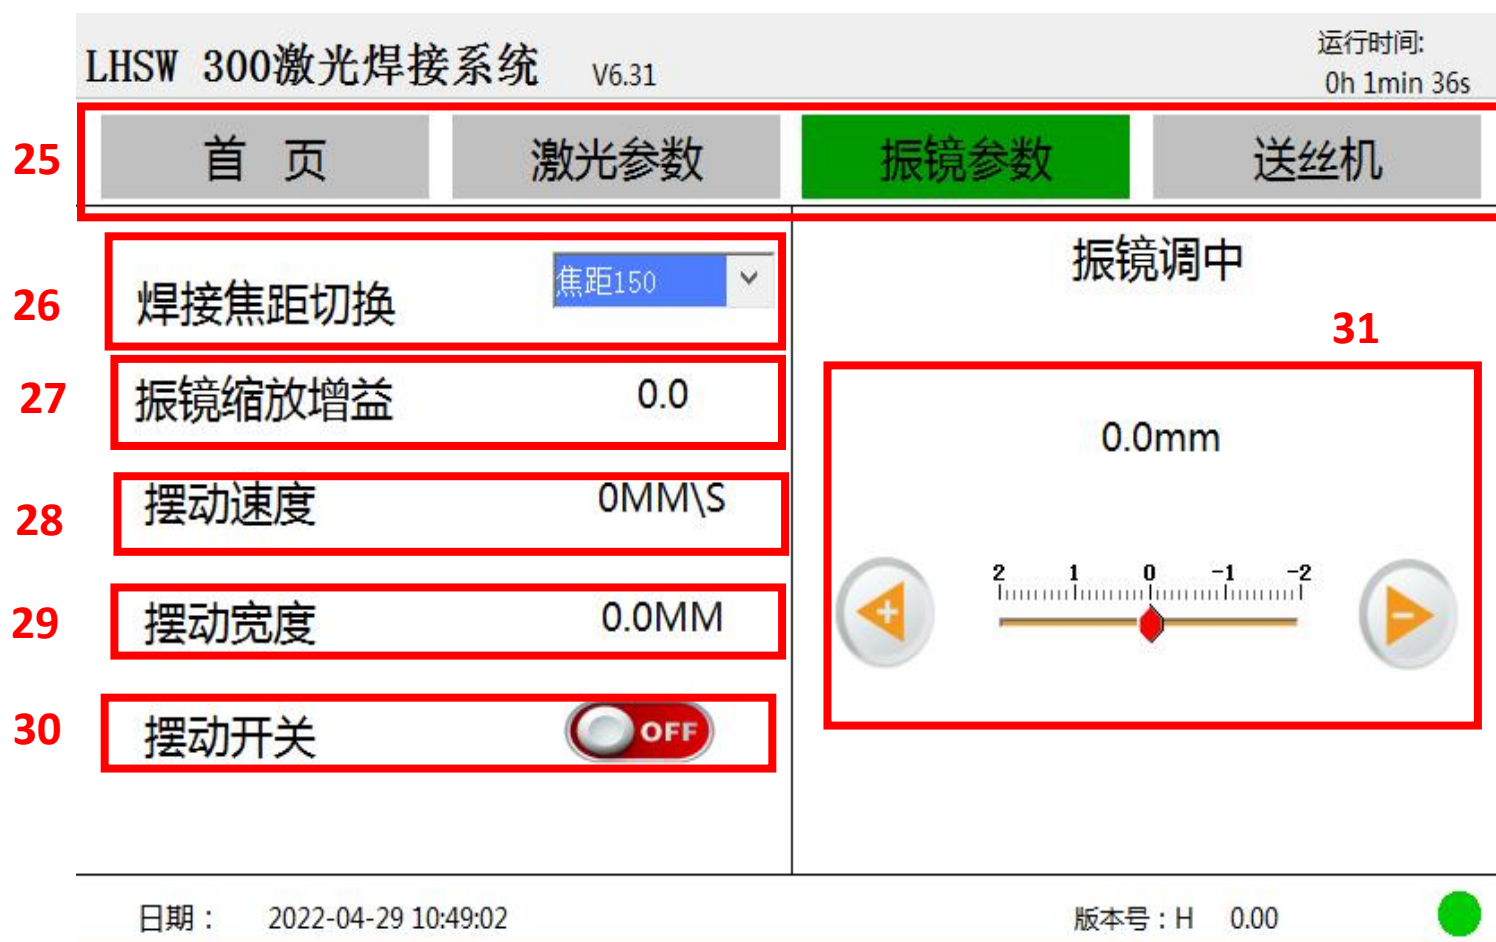 LHSW 300激光焊接系统 V6.31
运行时间:
0h 1min 36s
25 首 页 激光参数 振镜参数 送丝机
26 焊接焦距切换 焦距150
27 振镜缩放增益 0.0
28 摆动速度 0MM\S
29 摆动宽度 0.0MM
30 摆动开关 OFF
振镜调中
31
0.0mm
2 1 0 -1 -2
+ -
日期： 2022-04-29 10:49:02 版本号：H 0.00